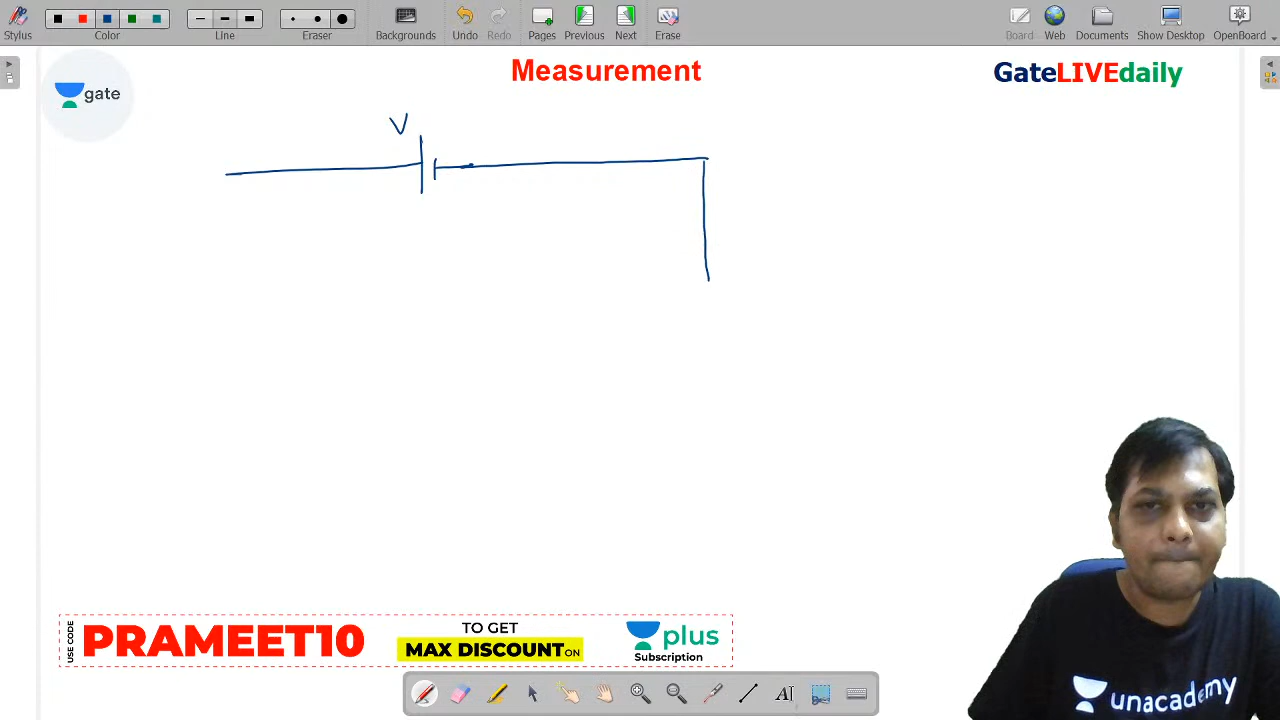 Stylus
Color
Line
Eraser
Backgrounds
Undo
Redo
Pages
Previous
Next
Erase
Board
Web
Documents
Show Desktop
OpenBoard
gate
Measurement
GateLIVEdaily
V
USE CODE
PRAMEET10
TO GET
MAX DISCOUNT ON
plus
Subscription
unacademy